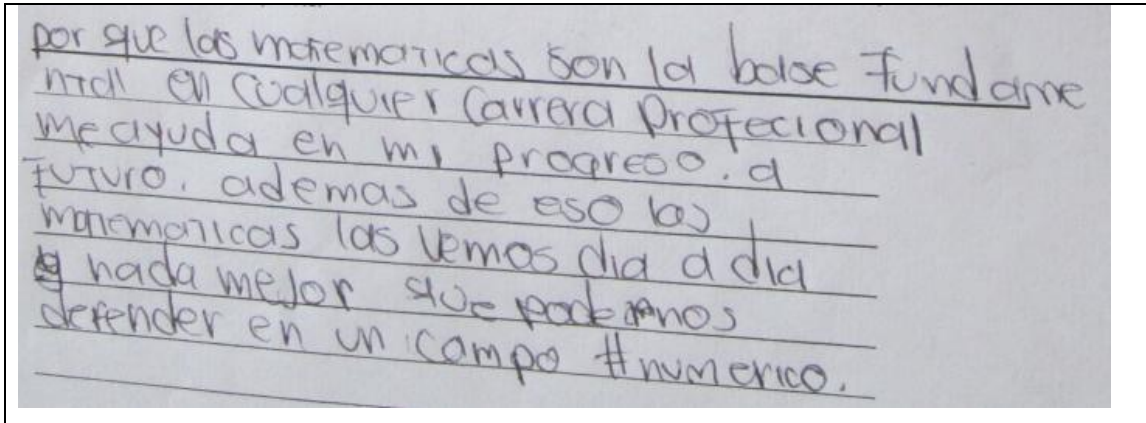 por que las matematicas son la base fundame
ntal en cualquier carrera profecional
me ayuda en mi progreso. a
futuro. ademas de eso las
matematicas las vemos dia a dia
y nada mejor que podernos
defender en un campo #numerico.